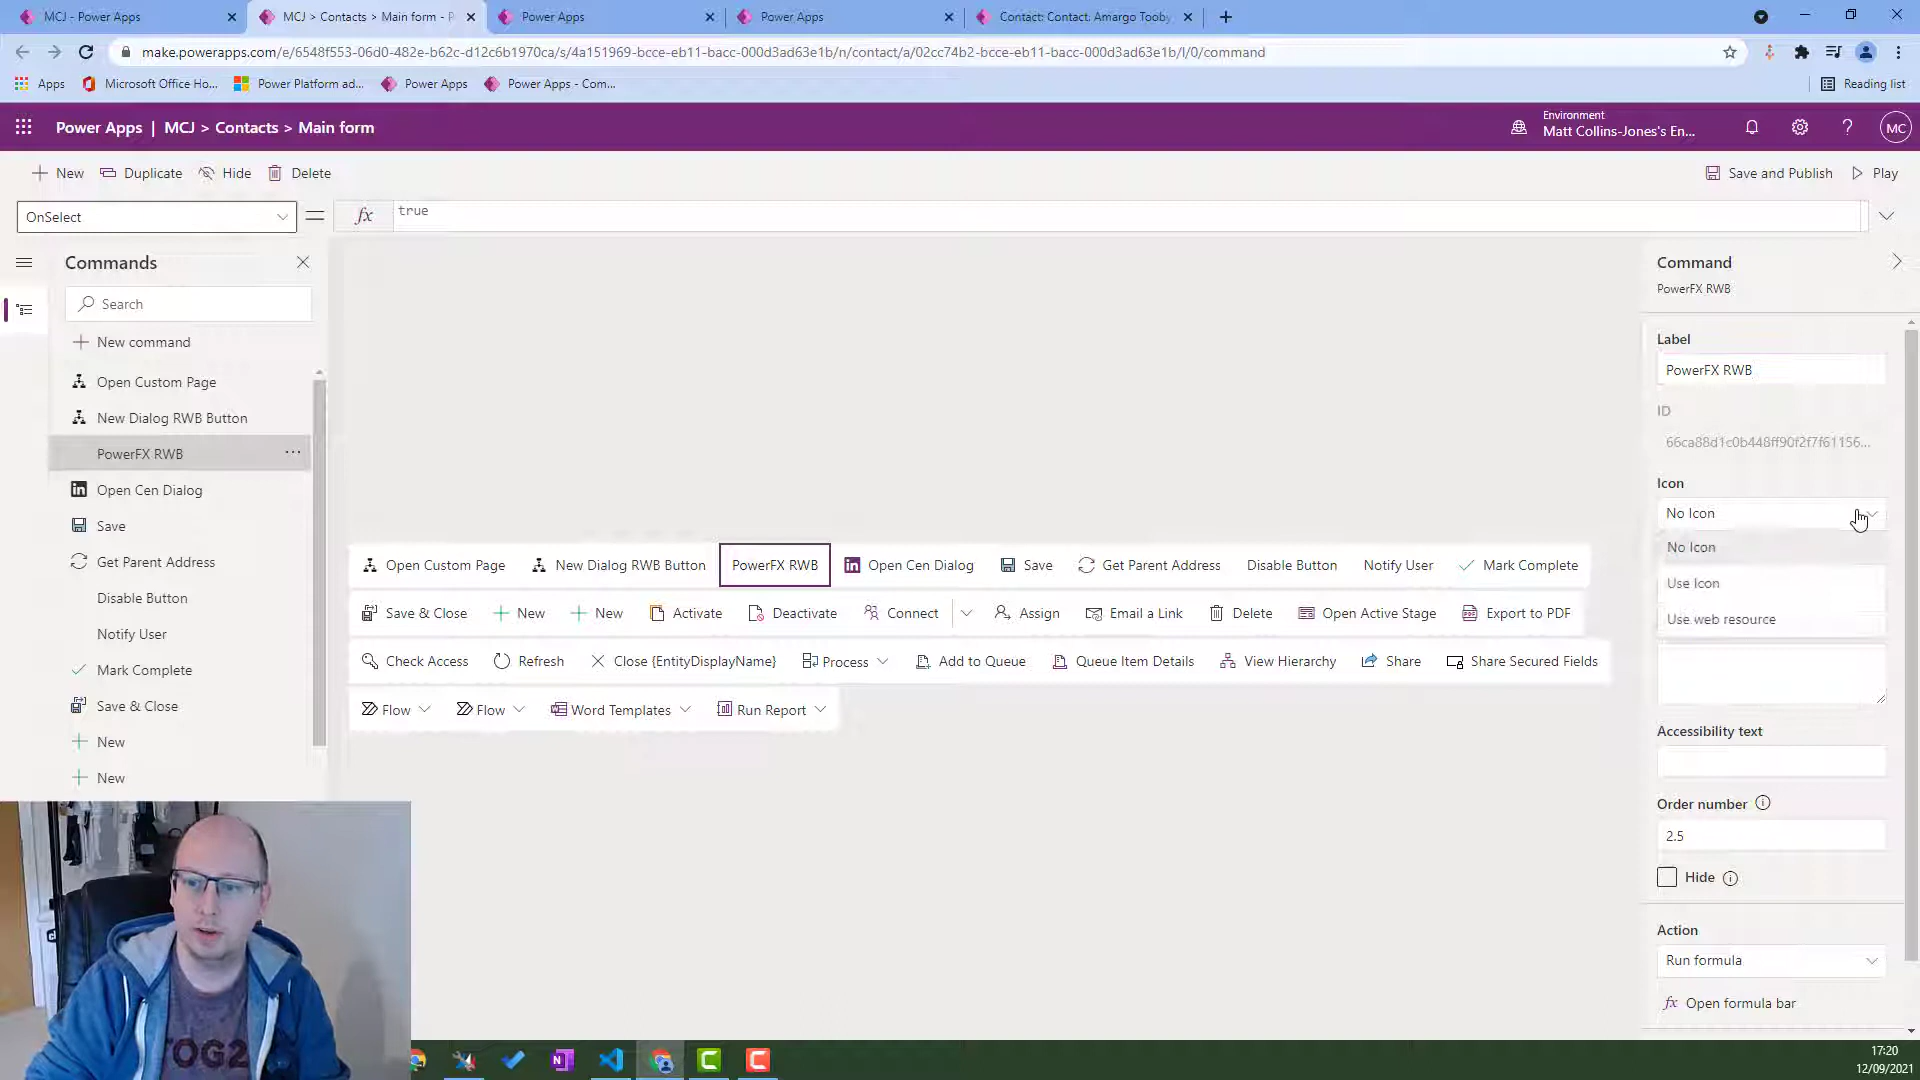 MCJ - Power Apps
MCJ > Contacts > Main form - P
Power Apps
Power Apps
Contact: Contact. Amargo Tooby
make.powerapps.com/e/6548f553-06d0-482e-b62c-d12c6b1970ca/s/4a151969-bcce-eb11-bacc-000d3ad63e1b/n/contact/a/02cc74b2-bcce-eb11-bacc-000d3ad63e1b/l/0/command
Apps
Microsoft Office Ho...
Power Platform ad...
Power Apps
Power Apps - Com...
Reading list
Power Apps | MCJ > Contacts > Main form
Environment
Matt Collins-Jones's En...
MC
New
Duplicate
Hide
Delete
Save and Publish
Play
OnSelect
fx
true
Commands
Search
New command
Open Custom Page
New Dialog RWB Button
PowerFX RWB
Open Cen Dialog
Save
Get Parent Address
Disable Button
Notify User
Mark Complete
Save & Close
New
New
Open Custom Page New Dialog RWB Button PowerFX RWB Open Cen Dialog Save Get Parent Address Disable Button Notify User Mark Complete
Save & Close New New Activate Deactivate Connect Assign Email a Link Delete Open Active Stage Export to PDF
Check Access Refresh Close {EntityDisplayName} Process Add to Queue Queue Item Details View Hierarchy Share Share Secured Fields
Flow Flow Word Templates Run Report
Command
PowerFX RWB
Label
PowerFX RWB
ID
66ca88d1c0b448ff90f2f7f61156...
Icon
No Icon
No Icon
Use Icon
Use web resource
Accessibility text
Order number
2.5
Hide
Action
Run formula
fx Open formula bar
TOG2
17:20
12/09/2021